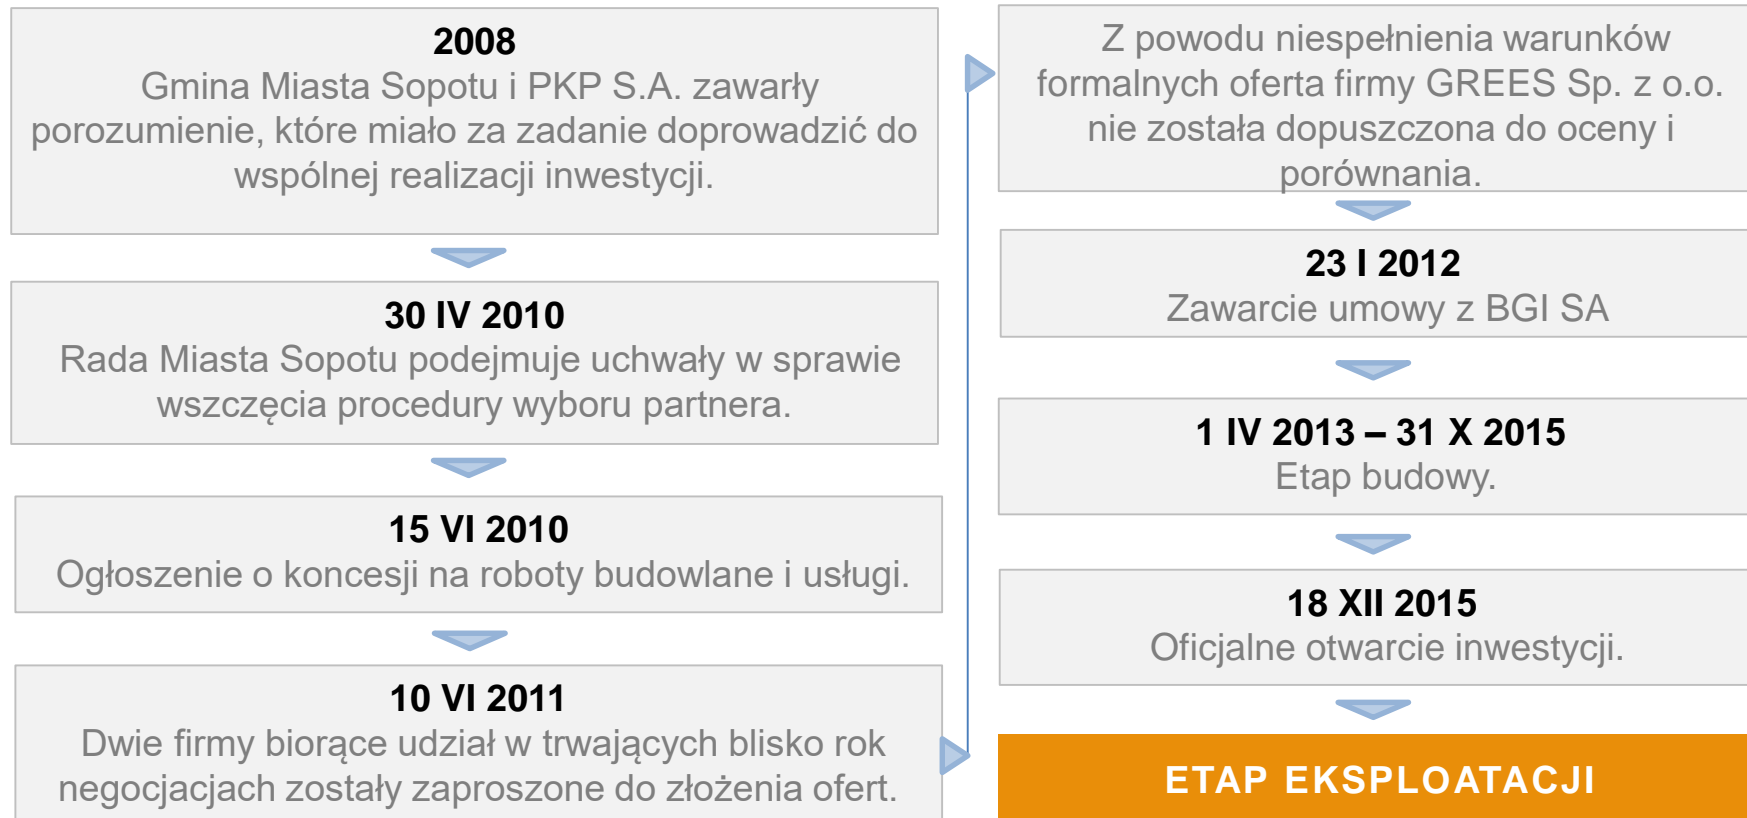 2008
Gmina Miasta Sopotu i PKP S.A. zawarły
porozumienie, które miało za zadanie doprowadzić do
wspólnej realizacji inwestycji.
30 IV 2010
Rada Miasta Sopotu podejmuje uchwały w sprawie
wszczęcia procedury wyboru partnera.
15 VI 2010
Ogłoszenie o koncesji na roboty budowlane i usługi.
10 VI 2011
Dwie firmy biorące udział w trwających blisko rok
negocjacjach zostały zaproszone do złożenia ofert.
Z powodu niespełnienia warunków
formalnych oferta firmy GREES Sp. z o.o.
nie została dopuszczona do oceny i
porównania.
23 I 2012
Zawarcie umowy z BGI SA
1 IV 2013 – 31 X 2015
Etap budowy.
18 XII 2015
Oficjalne otwarcie inwestycji.
ETAP EKSPLOATACJI